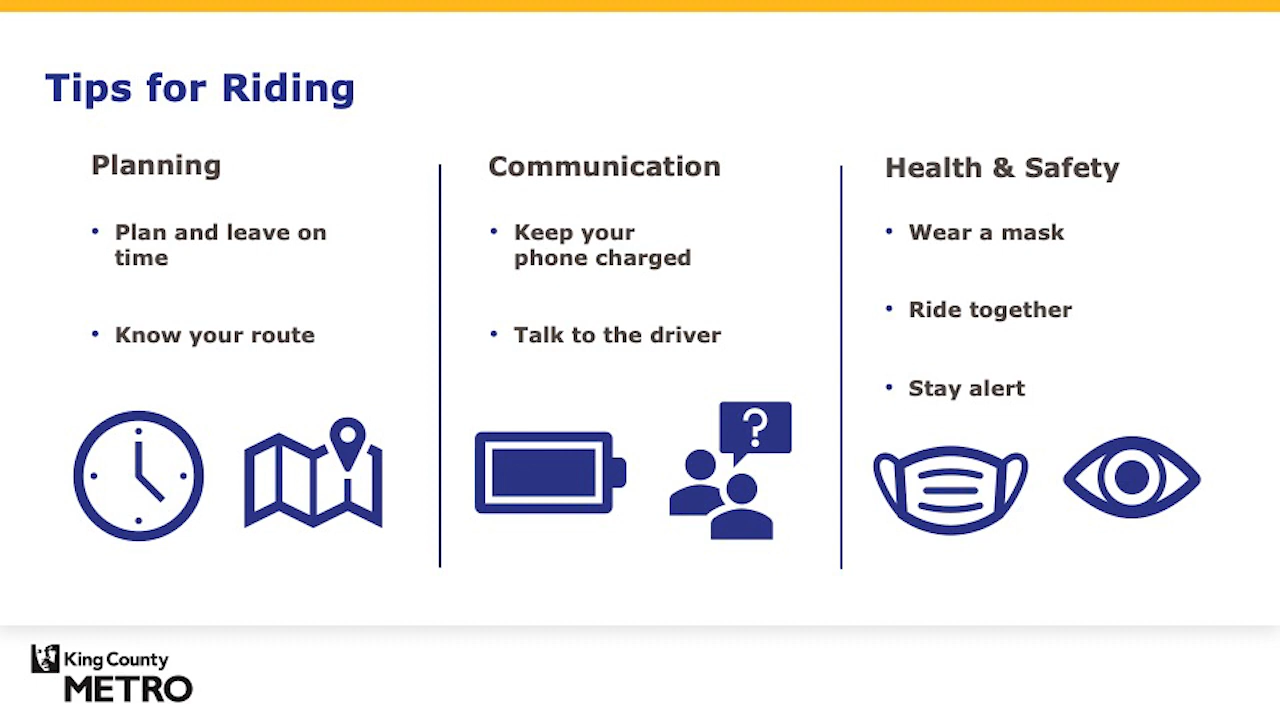 Tips for Riding
Planning
• Plan and leave on
time
• Know your route
Communication
• Keep your
phone charged
• Talk to the driver
?
Health & Safety
• Wear a mask
• Ride together
• Stay alert
King County
METRO